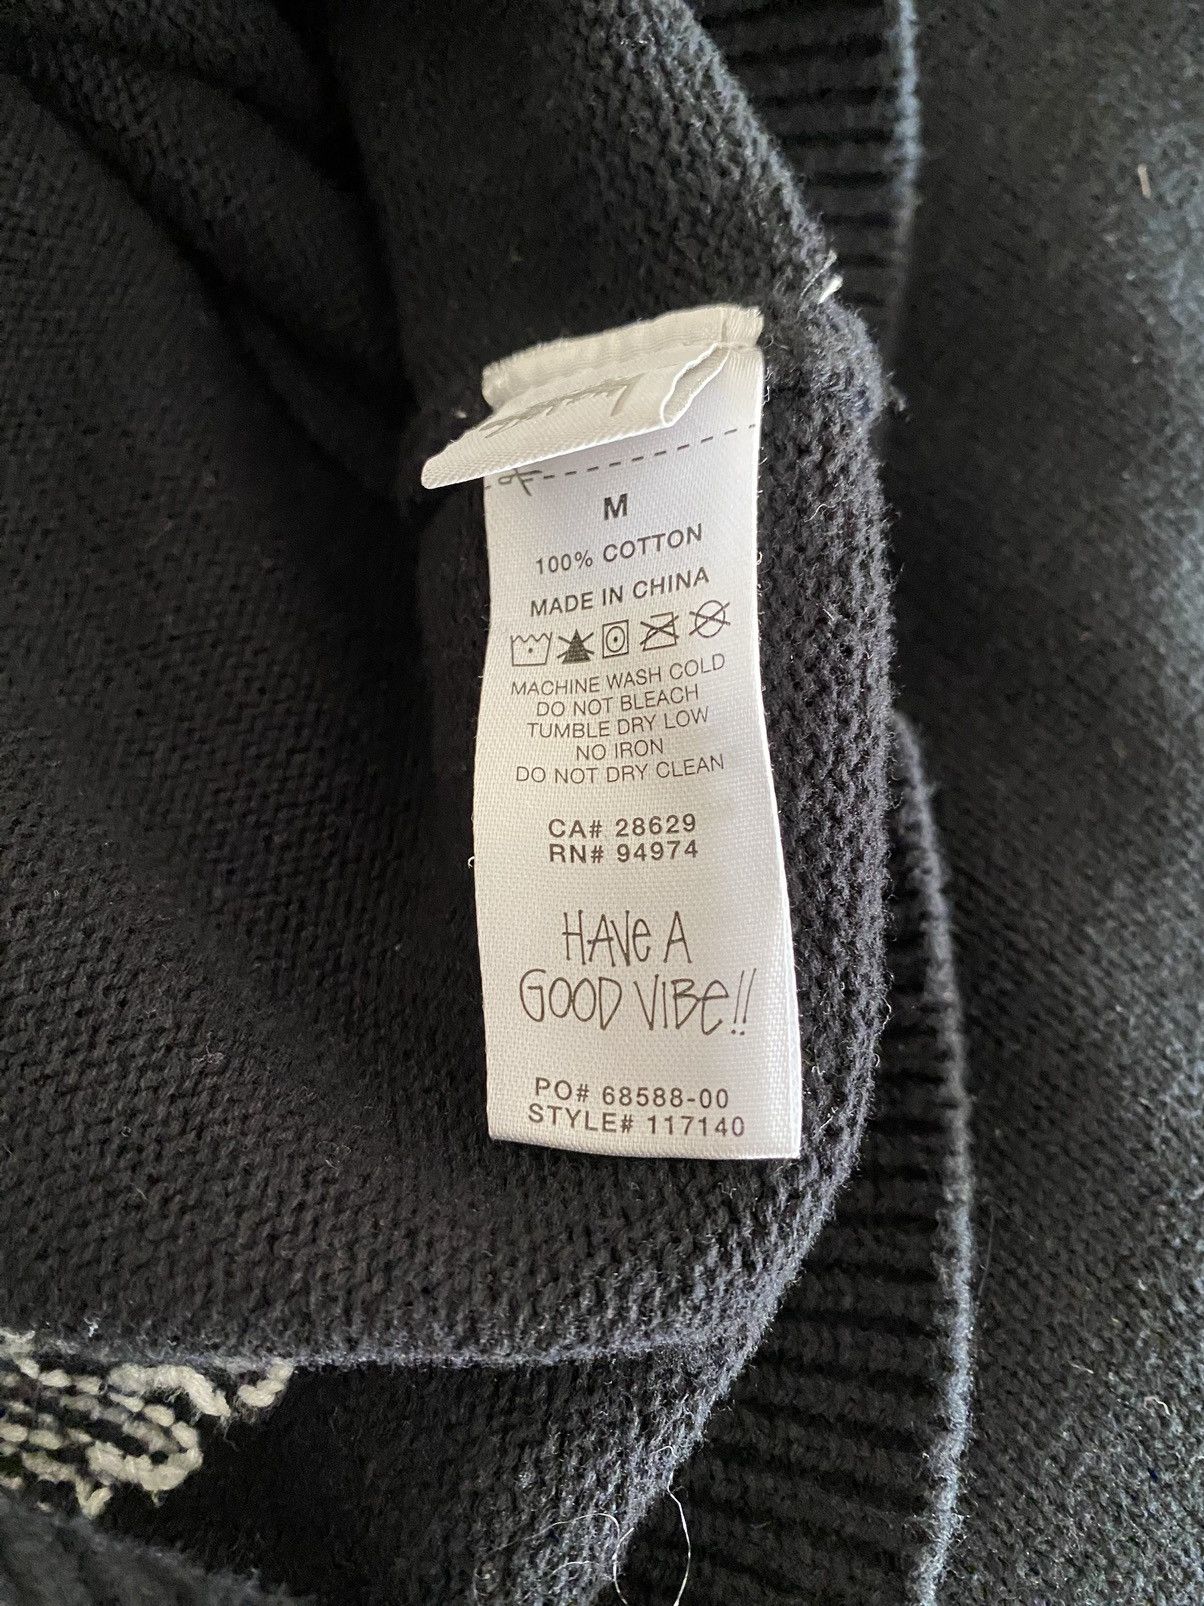 M
100% COTTON
MADE IN CHINA
MACHINE WASH COLD
DO NOT BLEACH
TUMBLE DRY LOW
NO IRON
DO NOT DRY CLEAN
CA# 28629
RN# 94974
HAVE A
GOOD VIBE!!
PO# 68588-00
STYLE# 117140